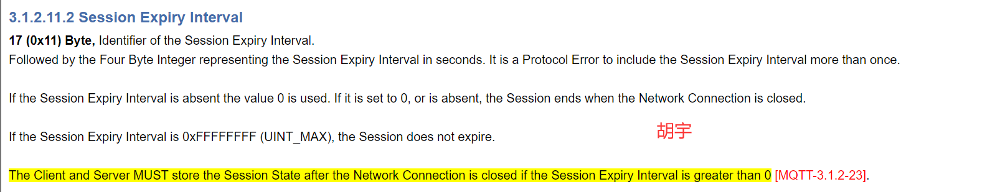 3.1.2.11.2 Session Expiry Interval
17 (0x11) Byte, Identifier of the Session Expiry Interval.
Followed by the Four Byte Integer representing the Session Expiry Interval in seconds. It is a Protocol Error to include the Session Expiry Interval more than once.
If the Session Expiry Interval is absent the value 0 is used. If it is set to 0, or is absent, the Session ends when the Network Connection is closed.
胡宇
If the Session Expiry Interval is 0xFFFFFFFF (UINT_MAX), the Session does not expire.
The Client and Server MUST store the Session State after the Network Connection is closed if the Session Expiry Interval is greater than 0 [MQTT-3.1.2-23].